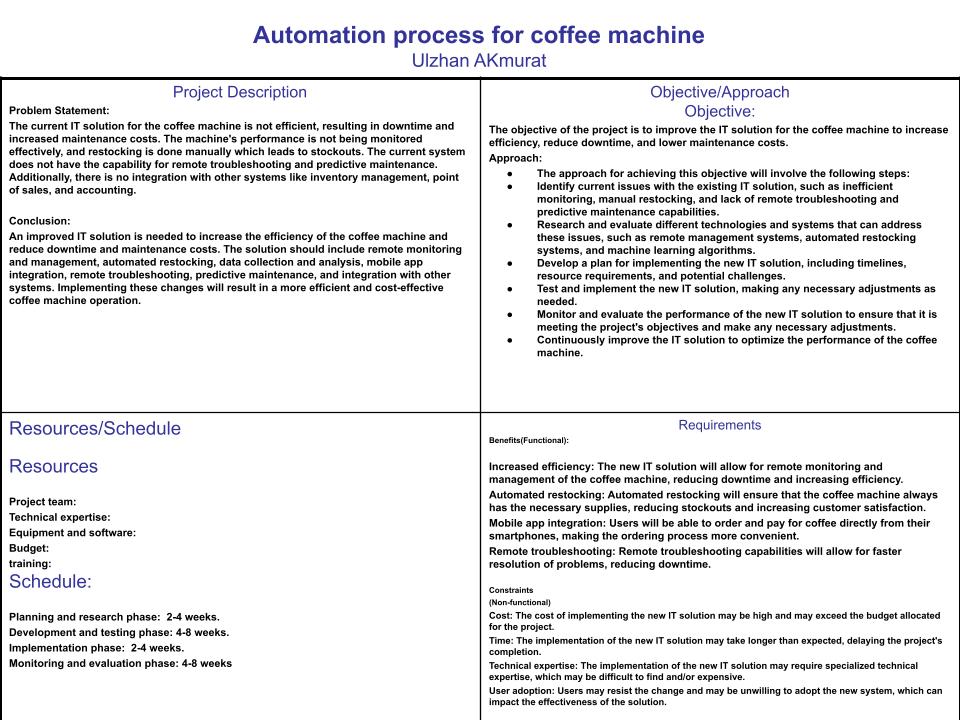 Automation process for coffee machine
Ulzhan AKmurat
Project Description
Problem Statement:
The current IT solution for the coffee machine is not efficient, resulting in downtime and
increased maintenance costs. The machine's performance is not being monitored
effectively, and restocking is done manually which leads to stockouts. The current system
does not have the capability for remote troubleshooting and predictive maintenance.
Additionally, there is no integration with other systems like inventory management, point
of sales, and accounting.
Conclusion:
An improved IT solution is needed to increase the efficiency of the coffee machine and
reduce downtime and maintenance costs. The solution should include remote monitoring
and management, automated restocking, data collection and analysis, mobile app
integration, remote troubleshooting, predictive maintenance, and integration with other
systems. Implementing these changes will result in a more efficient and cost-effective
coffee machine operation.
Objective/Approach
Objective:
The objective of the project is to improve the IT solution for the coffee machine to increase
efficiency, reduce downtime, and lower maintenance costs.
Approach:
● The approach for achieving this objective will involve the following steps:
● Identify current issues with the existing IT solution, such as inefficient
monitoring, manual restocking, and lack of remote troubleshooting and
predictive maintenance capabilities.
● Research and evaluate different technologies and systems that can address
these issues, such as remote management systems, automated restocking
systems, and machine learning algorithms.
● Develop a plan for implementing the new IT solution, including timelines,
resource requirements, and potential challenges.
● Test and implement the new IT solution, making any necessary adjustments as
needed.
● Monitor and evaluate the performance of the new IT solution to ensure that it is
meeting the project's objectives and make any necessary adjustments.
● Continuously improve the IT solution to optimize the performance of the coffee
machine.
Resources/Schedule
Resources
Project team:
Technical expertise:
Equipment and software:
Budget:
training:
Schedule:
Planning and research phase: 2-4 weeks.
Development and testing phase: 4-8 weeks.
Implementation phase: 2-4 weeks.
Monitoring and evaluation phase: 4-8 weeks
Requirements
Benefits(Functional):
Increased efficiency: The new IT solution will allow for remote monitoring and
management of the coffee machine, reducing downtime and increasing efficiency.
Automated restocking: Automated restocking will ensure that the coffee machine always
has the necessary supplies, reducing stockouts and increasing customer satisfaction.
Mobile app integration: Users will be able to order and pay for coffee directly from their
smartphones, making the ordering process more convenient.
Remote troubleshooting: Remote troubleshooting capabilities will allow for faster
resolution of problems, reducing downtime.
Constraints
(Non-functional)
Cost: The cost of implementing the new IT solution may be high and may exceed the budget allocated
for the project.
Time: The implementation of the new IT solution may take longer than expected, delaying the project's
completion.
Technical expertise: The implementation of the new IT solution may require specialized technical
expertise, which may be difficult to find and/or expensive.
User adoption: Users may resist the change and may be unwilling to adopt the new system, which can
impact the effectiveness of the solution.